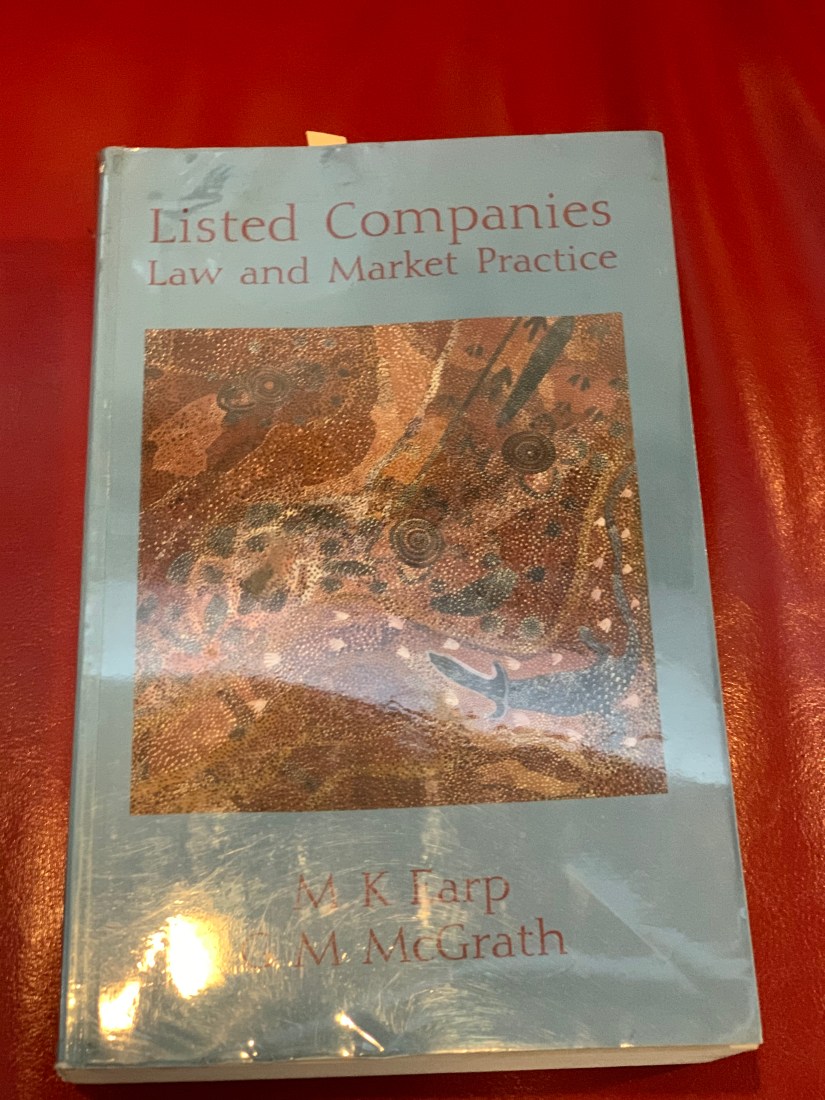 Listed Companies
Law and Market Practice
M K Earp
G M McGrath